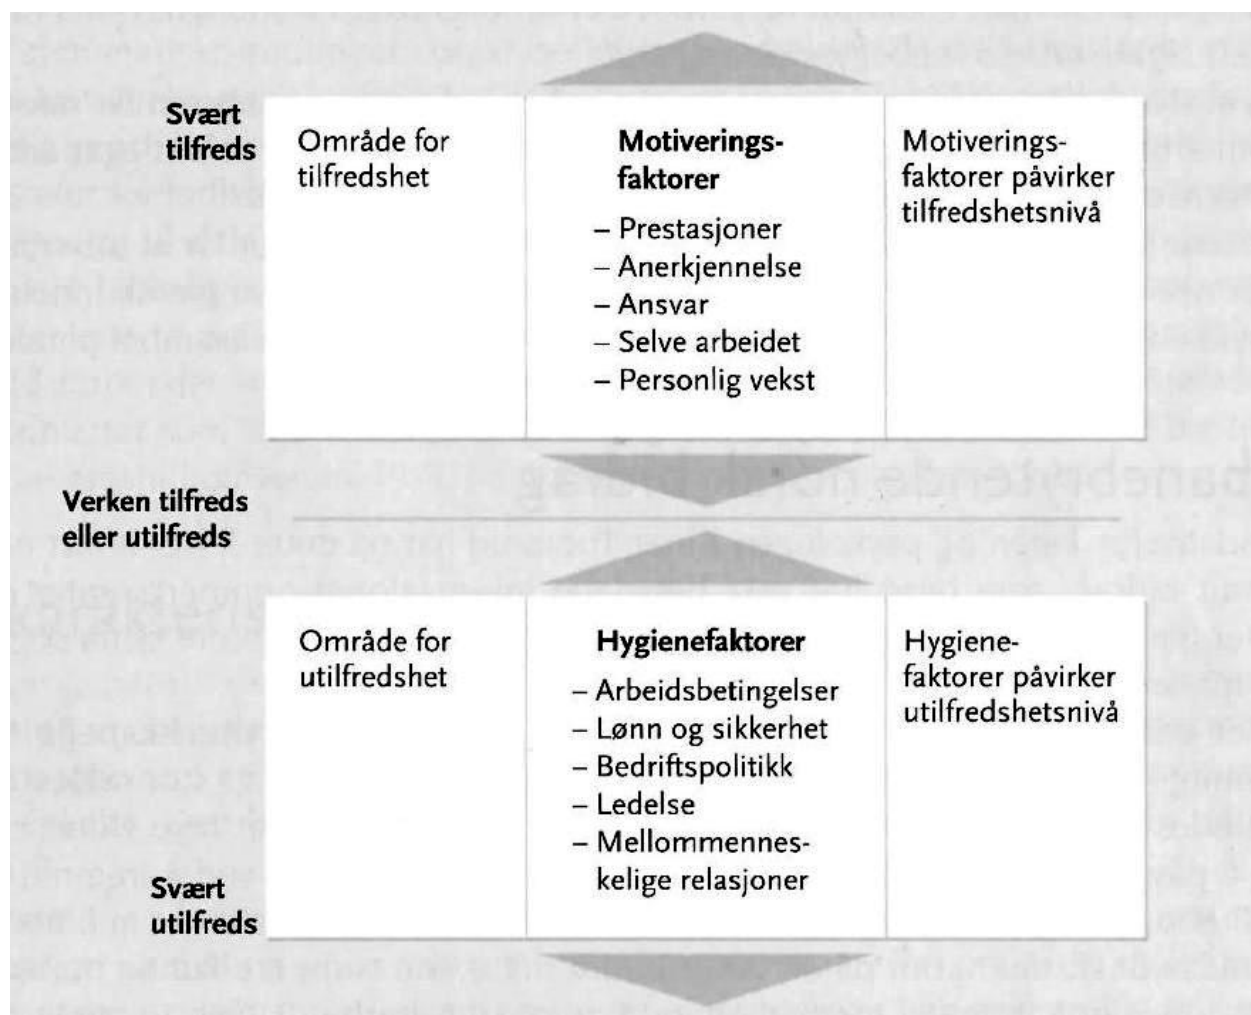 Svært
tilfreds
Område for
tilfredshet
Motiverings-
faktorer
– Prestasjoner
– Anerkjennelse
– Ansvar
– Selve arbeidet
– Personlig vekst
Motiverings-
faktorer påvirker
tilfredshetsnivå
Verken tilfreds
eller utilfreds
Område for
utilfredshet
Hygienefaktorer
– Arbeidsbetingelser
– Lønn og sikkerhet
– Bedriftspolitikk
– Ledelse
– Mellommennes-
kelige relasjoner
Hygiene-
faktorer påvirker
utilfredshetsnivå
Svært
utilfreds